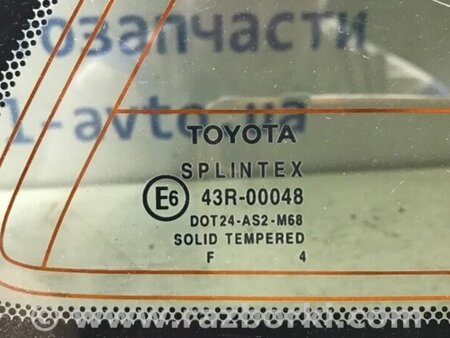 озапчасти
1-avto-ua
TOYOTA
SPLINTEX
E6 43R-00048
DOT24-AS2-M68
SOLID TEMPERED
F 4
www.razborki.com